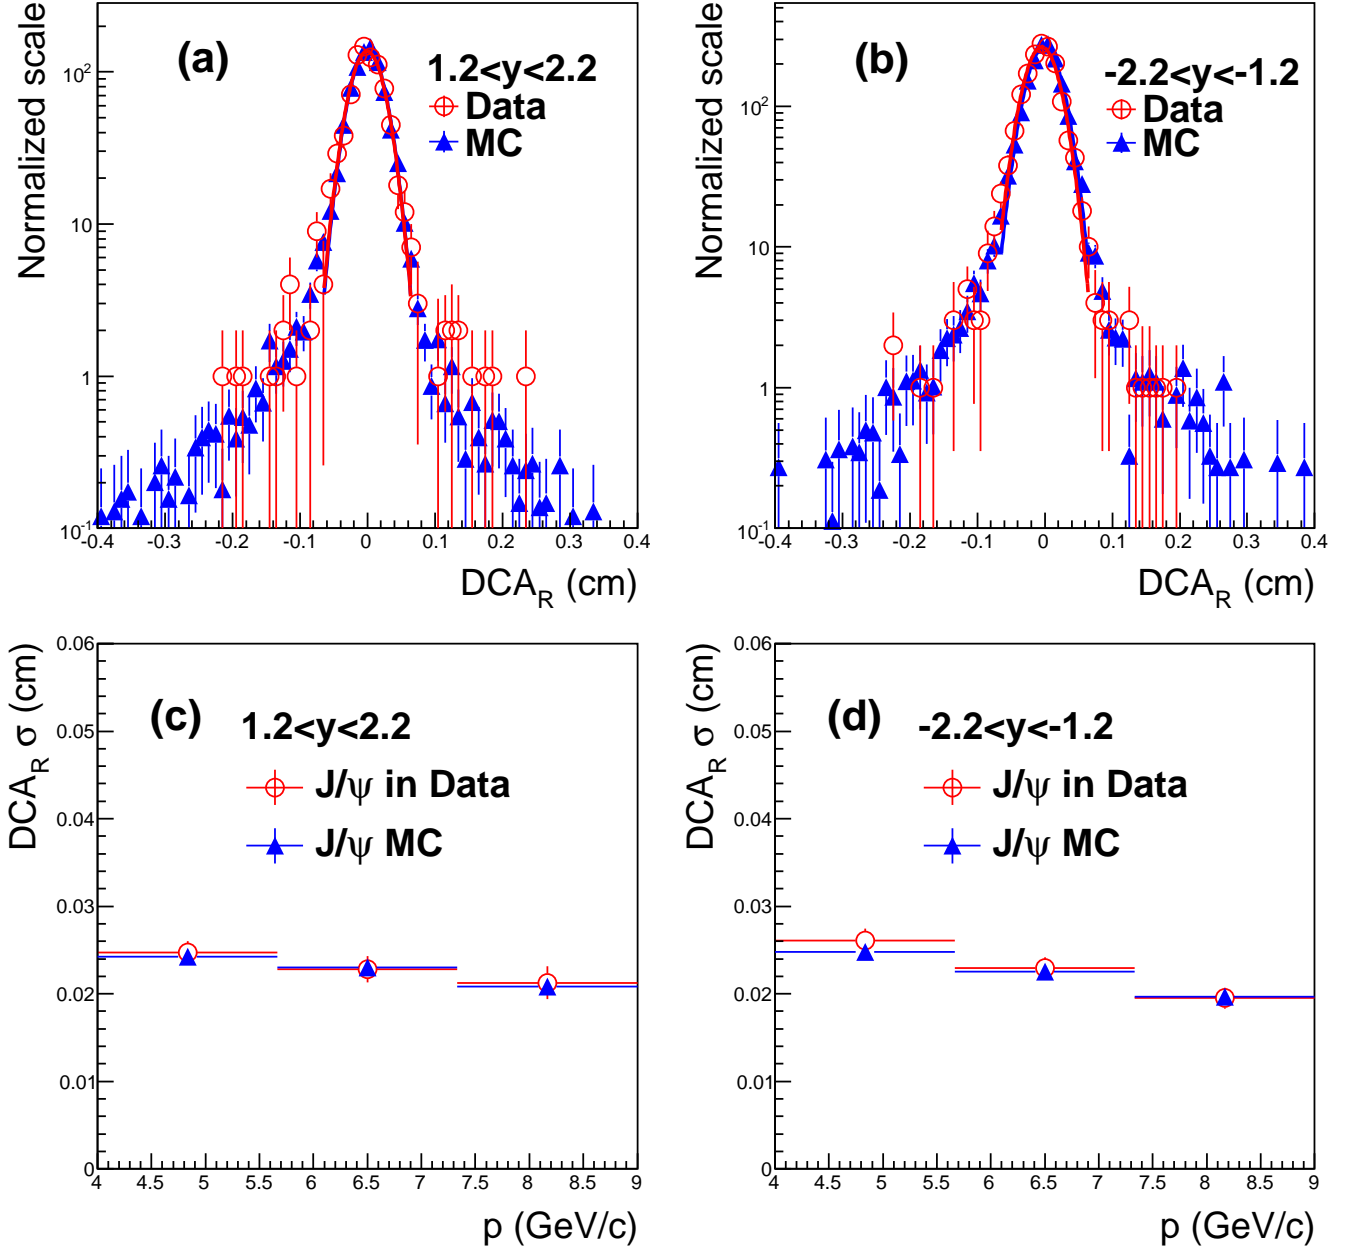 Normalized scale
(a)
1.2<y<2.2
Data
MC
10²
10
1
10⁻¹
-0.4 -0.3 -0.2 -0.1 0 0.1 0.2 0.3 0.4
DCA_R (cm)
Normalized scale
(b)
-2.2<y<-1.2
Data
MC
10²
10
1
10⁻¹
-0.4 -0.3 -0.2 -0.1 0 0.1 0.2 0.3 0.4
DCA_R (cm)
DCA_R σ (cm)
(c)
1.2<y<2.2
J/ψ in Data
J/ψ MC
0.06
0.05
0.04
0.03
0.02
0.01
0
4 4.5 5 5.5 6 6.5 7 7.5 8 8.5 9
p (GeV/c)
DCA_R σ (cm)
(d)
-2.2<y<-1.2
J/ψ in Data
J/ψ MC
0.06
0.05
0.04
0.03
0.02
0.01
0
4 4.5 5 5.5 6 6.5 7 7.5 8 8.5 9
p (GeV/c)